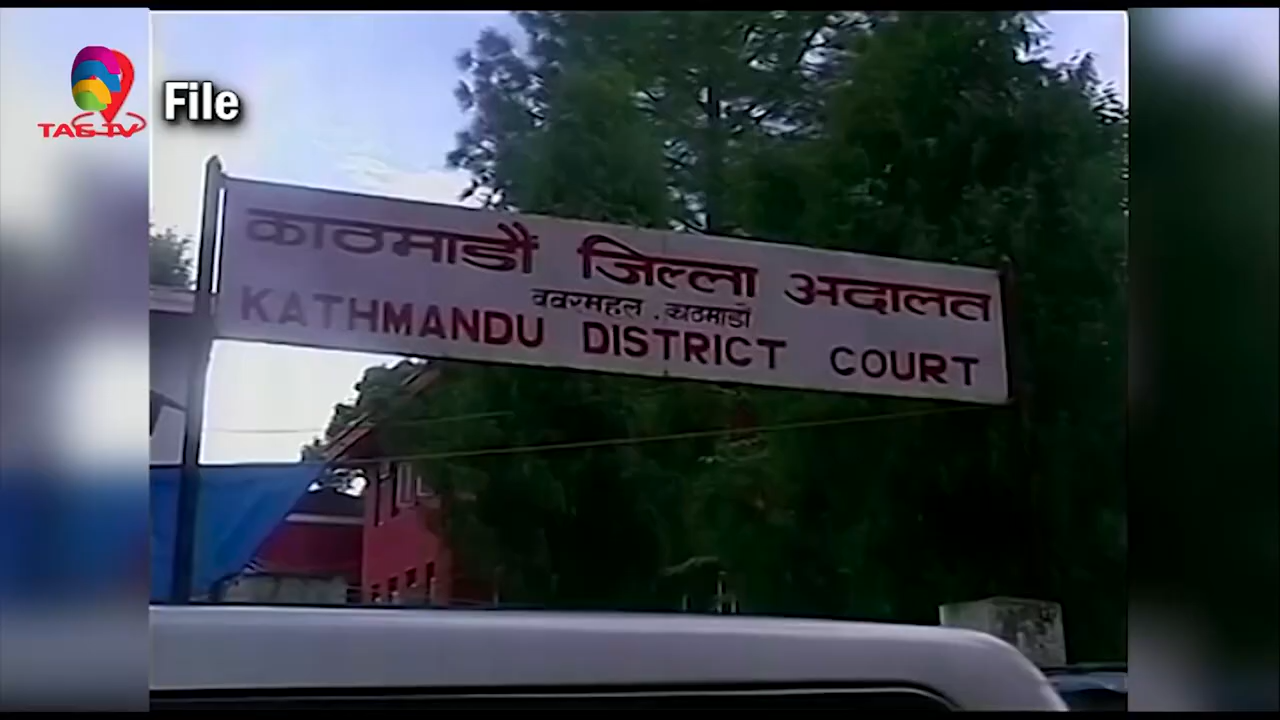 TAG TV
File
काठमाडौं जिल्ला अदालत
बबरमहल, काठमाडौं
KATHMANDU DISTRICT COURT